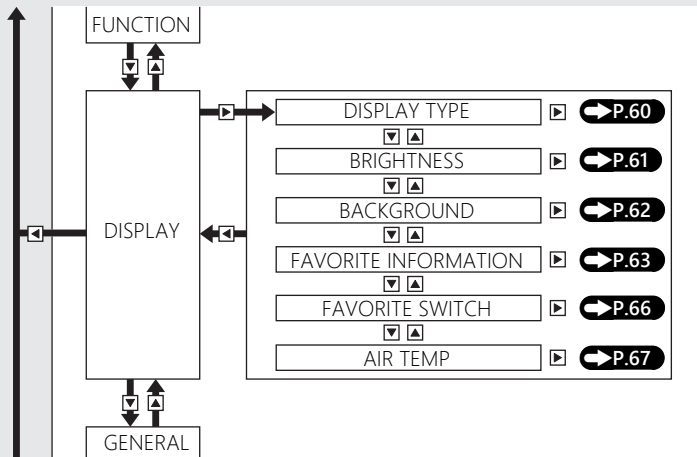 FUNCTION
DISPLAY TYPE P.60
BRIGHTNESS P.61
BACKGROUND P.62
DISPLAY
FAVORITE INFORMATION P.63
FAVORITE SWITCH P.66
AIR TEMP P.67
GENERAL